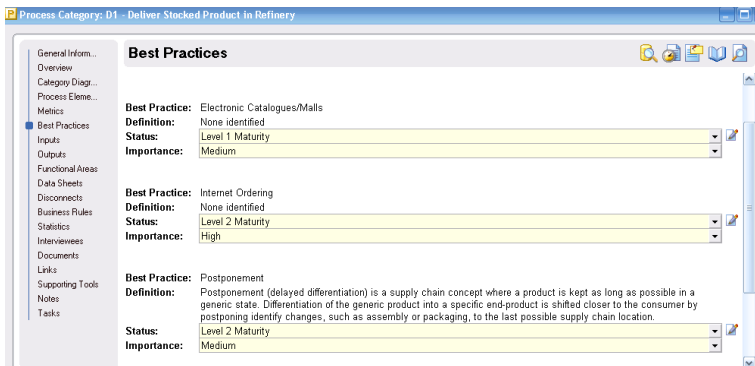 Process Category: D1 - Deliver Stocked Product in Refinery
General Inform...
Overview
Category Diagr...
Process Eleme...
Metrics
Best Practices
Inputs
Outputs
Functional Areas
Data Sheets
Disconnects
Business Rules
Statistics
Interviewees
Documents
Links
Supporting Tools
Notes
Tasks
Best Practices
Best Practice: Electronic Catalogues/Malls
Definition: None identified
Status: Level 1 Maturity
Importance: Medium
Best Practice: Internet Ordering
Definition: None identified
Status: Level 2 Maturity
Importance: High
Best Practice: Postponement
Definition: Postponement (delayed differentiation) is a supply chain concept where a product is kept as long as possible in a
generic state. Differentiation of the generic product into a specific end-product is shifted closer to the consumer by
postponing identify changes, such as assembly or packaging, to the last possible supply chain location.
Status: Level 2 Maturity
Importance: Medium